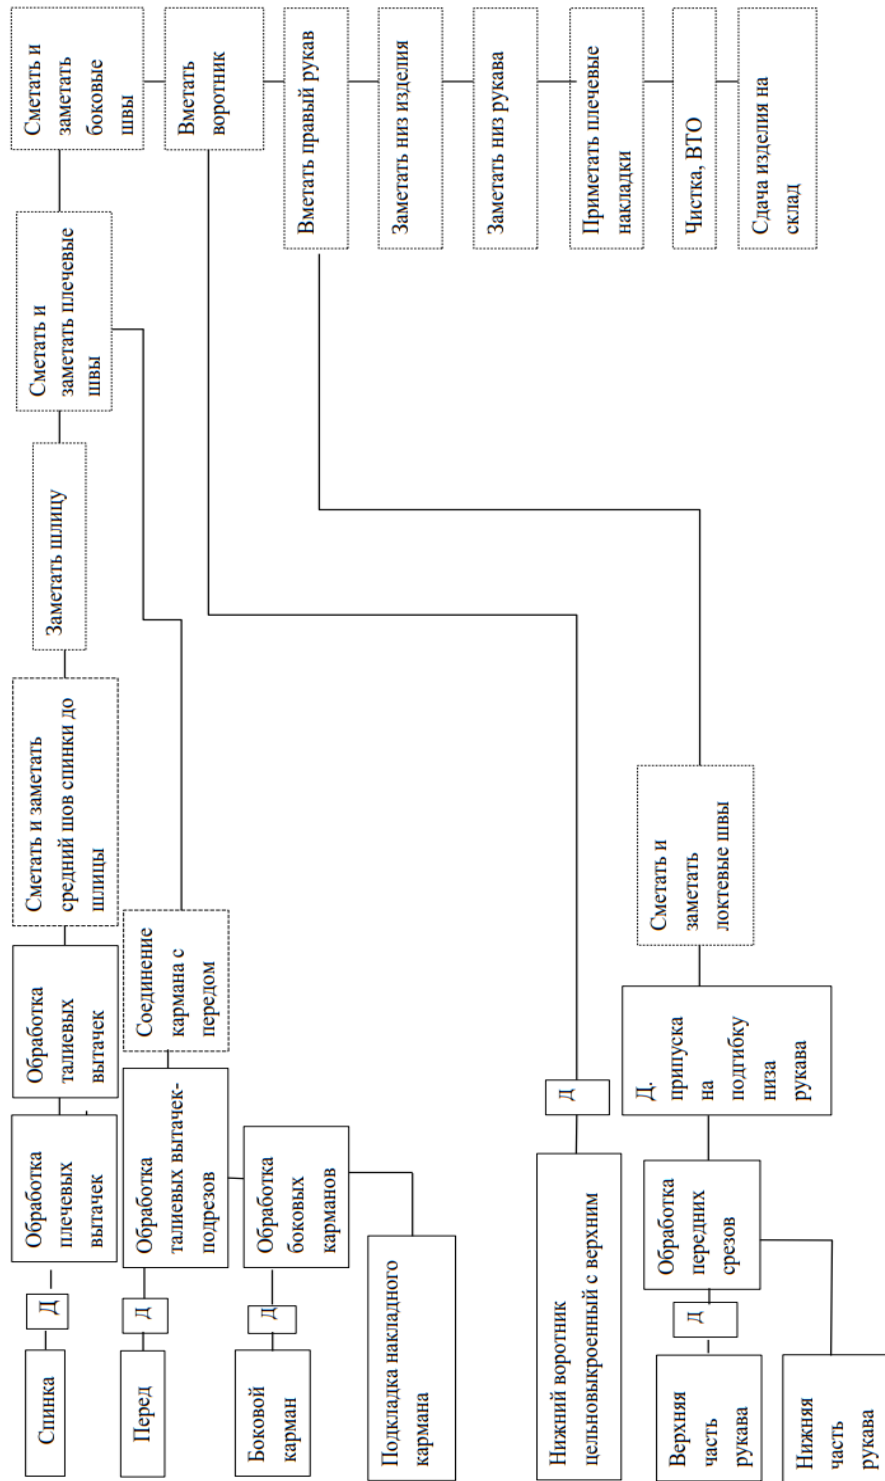 Спинка
Д
Обработка
плечевых
вытачек
Обработка
талиевых
вытачек
Сметать и заметать
средний шов спинки до
шлицы
Заметать шлицу
Сметать и
заметать плечевые
швы
Сметать и
заметать
боковые
швы
Перед
Д
Обработка
талиевых вытачек-
подрезов
Соединение
кармана с
передом
Вметать
воротник
Боковой
карман
Д
Обработка
боковых
карманов
Вметать правый рукав
Подкладка накладного
кармана
Заметать низ изделия
Заметать низ рукава
Нижний воротник
цельновыкроенный с верхним
Д
Приметать плечевые
накладки
Верхняя
часть
рукава
Д
Обработка
передних
срезов
Д.
припуска
на
подгибку
низа
рукава
Сметать и
заметать
локтевые швы
Чистка, ВТО
Сдача изделия на
склад
Нижняя
часть
рукава